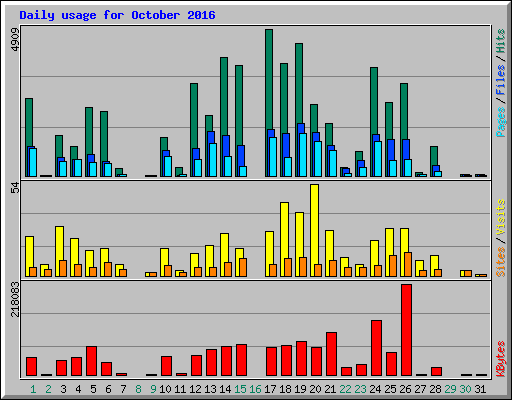 Daily usage for October 2016
4909
54
218083
Pages / Files / Hits
Sites / Visits
KBytes
1 2 3 4 5 6 7 8 9 10 11 12 13 14 15 16 17 18 19 20 21 22 23 24 25 26 27 28 29 30 31